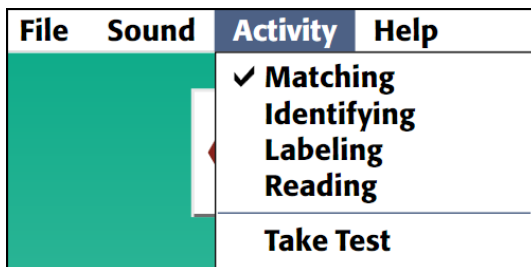 File Sound Activity Help
✓ Matching
Identifying
Labeling
Reading
Take Test